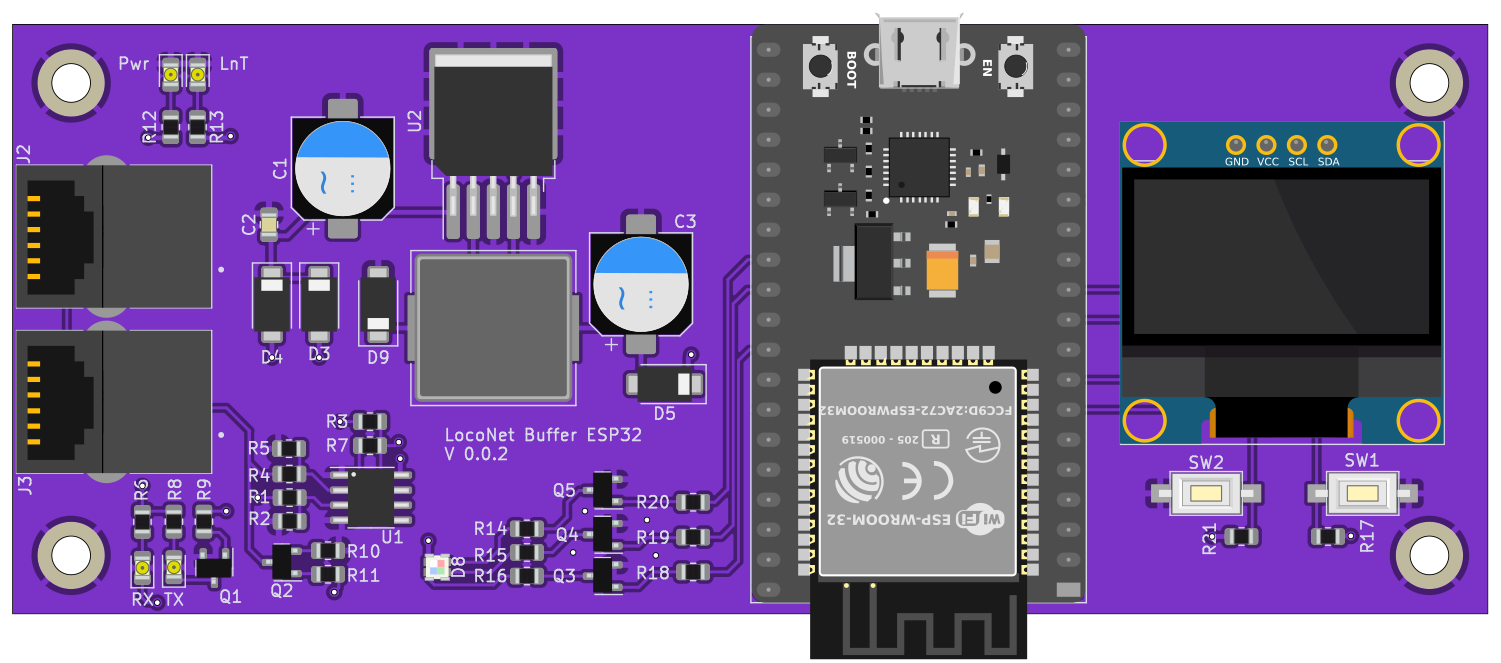 Pwr
LnT
R12
R13
J2
C1
U2
BOOT
EN
C2
C3
GND VCC SCL SDA
D4
D3
D9
D5
J3
R3
R7
LocoNet Buffer ESP32
V 0.0.2
R5
R4
R1
R2
U1
R6
R8
R9
RX
TX
Q1
Q2
R10
R11
D8
R14
R15
R16
Q5
Q4
Q3
R20
R19
R18
FCC9D:2AC72-ESPWROOM32
R
205 - 000519
CE
Wi Fi
ESP-WROOM-32
SW2
SW1
R21
R17